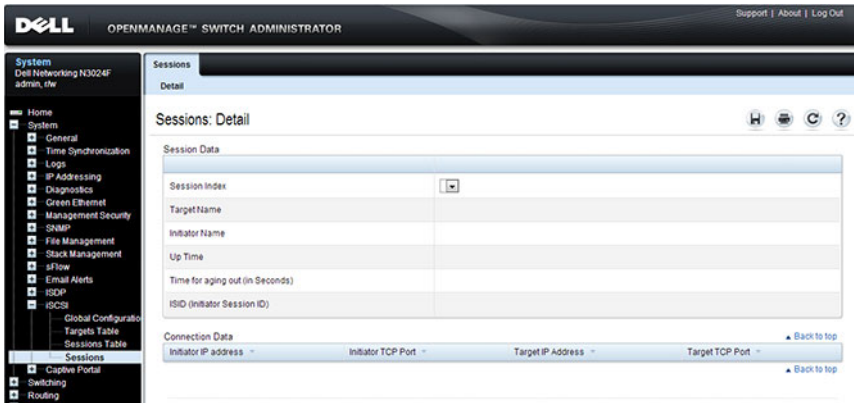 DELL
OPENMANAGE™ SWITCH ADMINISTRATOR
Support | About | Log Out
System
Dell Networking N3024F
admin, r/w
Home
System
General
Time Synchronization
Logs
IP Addressing
Diagnostics
Green Ethernet
Management Security
SNMP
File Management
Stack Management
sFlow
Email Alerts
ISDP
iSCSI
Global Configuratio
Targets Table
Sessions Table
Sessions
Captive Portal
Switching
Routing
Sessions
Detail
Sessions: Detail
Session Data
Session Index
Target Name
Initiator Name
Up Time
Time for aging out (in Seconds)
ISID (Initiator Session ID)
Connection Data
Back to top
Initiator IP address Initiator TCP Port Target IP Address Target TCP Port
Back to top